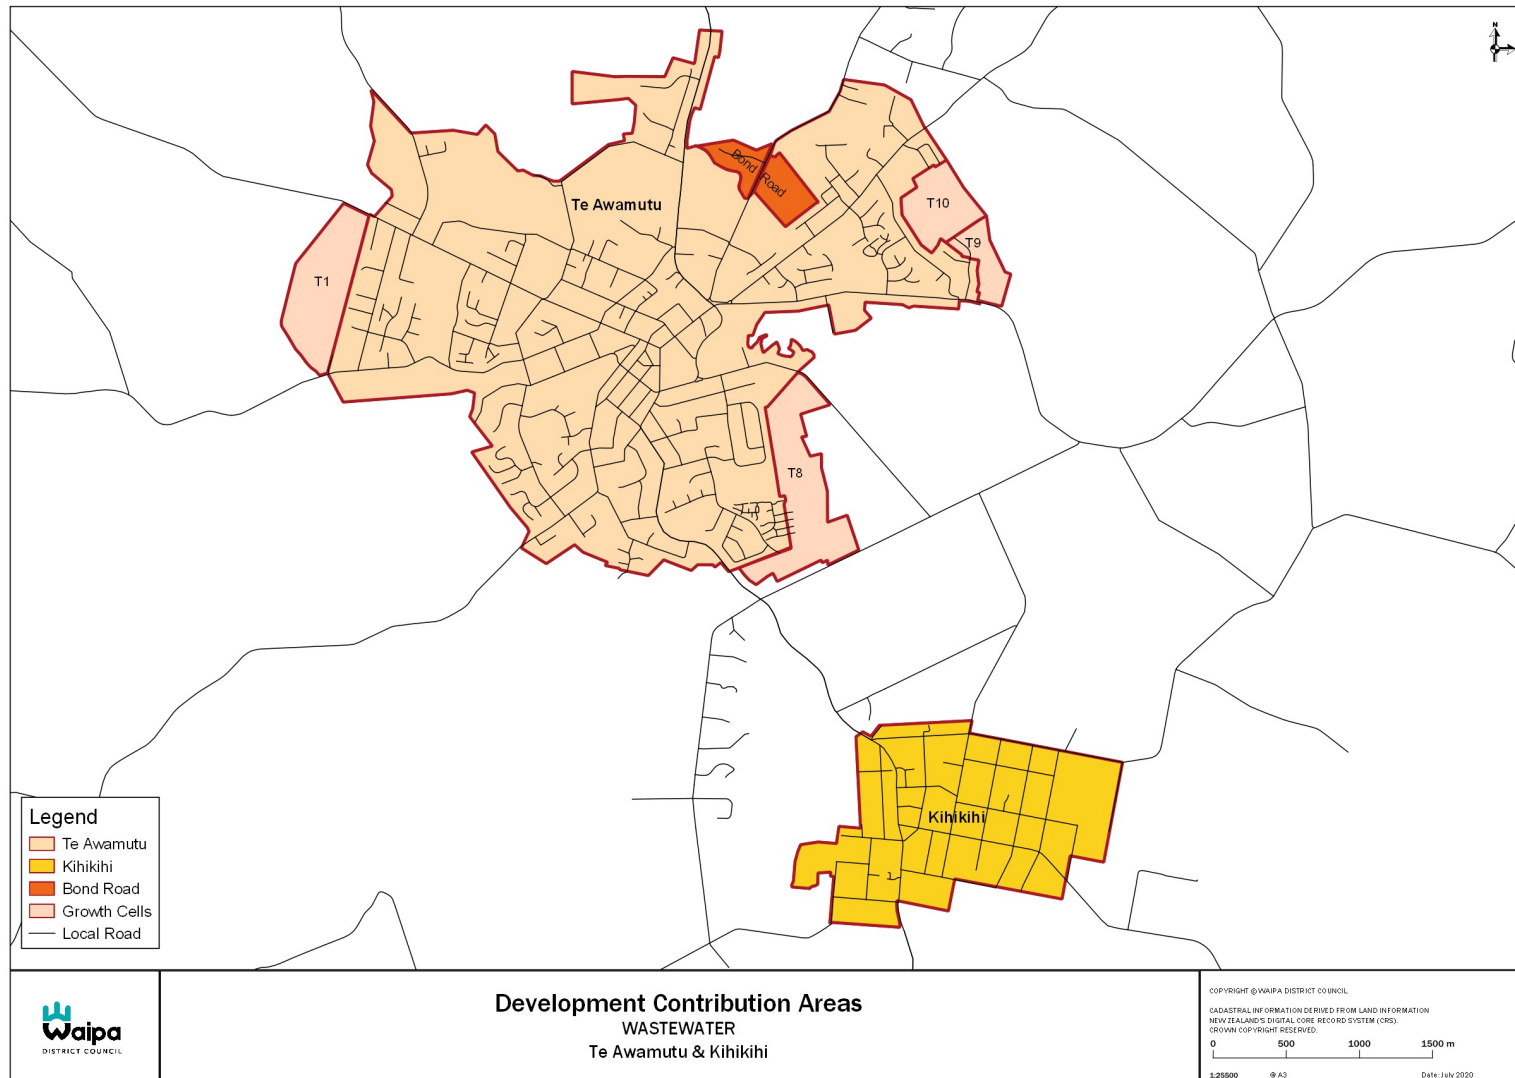 N
Bond Road
Te Awamutu
T10
T9
T1
T8
Kihikihi
Legend
Te Awamutu
Kihikihi
Bond Road
Growth Cells
Local Road
Waipa
DISTRICT COUNCIL
Development Contribution Areas
WASTEWATER
Te Awamutu & Kihikihi
COPYRIGHT © WAIPA DISTRICT COUNCIL
CADASTRAL INFORMATION DERIVED FROM LAND INFORMATION
NEW ZEALAND'S DIGITAL CORE RECORD SYSTEM (CRS).
CROWN COPYRIGHT RESERVED.
0 500 1000 1500 m
1:25500 @ A3 Date: July 2020